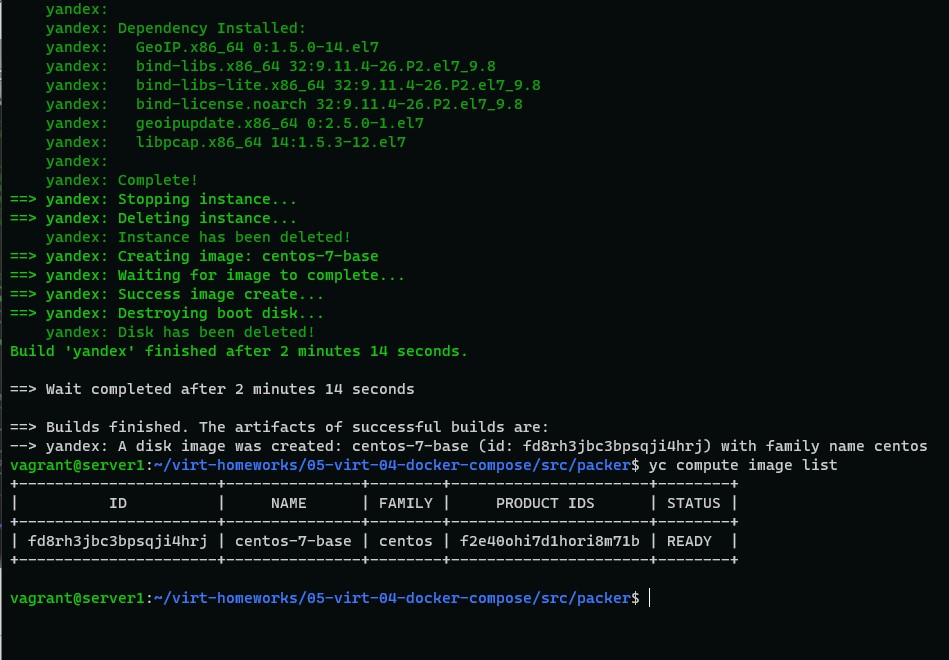 yandex:
yandex: Dependency Installed:
yandex:   GeoIP.x86_64 0:1.5.0-14.el7
yandex:   bind-libs.x86_64 32:9.11.4-26.P2.el7_9.8
yandex:   bind-libs-lite.x86_64 32:9.11.4-26.P2.el7_9.8
yandex:   bind-license.noarch 32:9.11.4-26.P2.el7_9.8
yandex:   geoipupdate.x86_64 0:2.5.0-1.el7
yandex:   libpcap.x86_64 14:1.5.3-12.el7
yandex:
yandex: Complete!
==> yandex: Stopping instance...
==> yandex: Deleting instance...
yandex: Instance has been deleted!
==> yandex: Creating image: centos-7-base
==> yandex: Waiting for image to complete...
==> yandex: Success image create...
==> yandex: Destroying boot disk...
yandex: Disk has been deleted!
Build 'yandex' finished after 2 minutes 14 seconds.
==> Wait completed after 2 minutes 14 seconds
==> Builds finished. The artifacts of successful builds are:
--> yandex: A disk image was created: centos-7-base (id: fd8rh3jbc3bpsqji4hrj) with family name centos
vagrant@server1:~/virt-homeworks/05-virt-04-docker-compose/src/packer$ yc compute image list
+----------------------+---------------+--------+----------------------+--------+
|          ID          |     NAME      | FAMILY |     PRODUCT IDS      | STATUS |
+----------------------+---------------+--------+----------------------+--------+
| fd8rh3jbc3bpsqji4hrj | centos-7-base | centos | f2e40ohi7d1hori8m71b | READY  |
+----------------------+---------------+--------+----------------------+--------+
vagrant@server1:~/virt-homeworks/05-virt-04-docker-compose/src/packer$